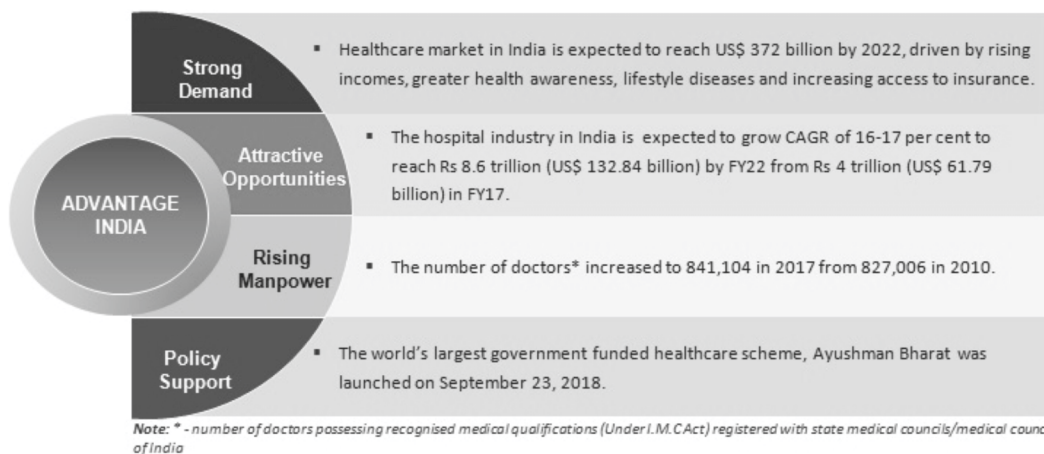 Strong
Demand
▪ Healthcare market in India is expected to reach US$ 372 billion by 2022, driven by rising
incomes, greater health awareness, lifestyle diseases and increasing access to insurance.
ADVANTAGE
INDIA
Attractive
Opportunities
▪ The hospital industry in India is expected to grow CAGR of 16-17 per cent to
reach Rs 8.6 trillion (US$ 132.84 billion) by FY22 from Rs 4 trillion (US$ 61.79
billion) in FY17.
Rising
Manpower
▪ The number of doctors* increased to 841,104 in 2017 from 827,006 in 2010.
Policy
Support
▪ The world's largest government funded healthcare scheme, Ayushman Bharat was
launched on September 23, 2018.
Note: * - number of doctors possessing recognised medical qualifications (Under I.M.C Act) registered with state medical councils/medical
of India